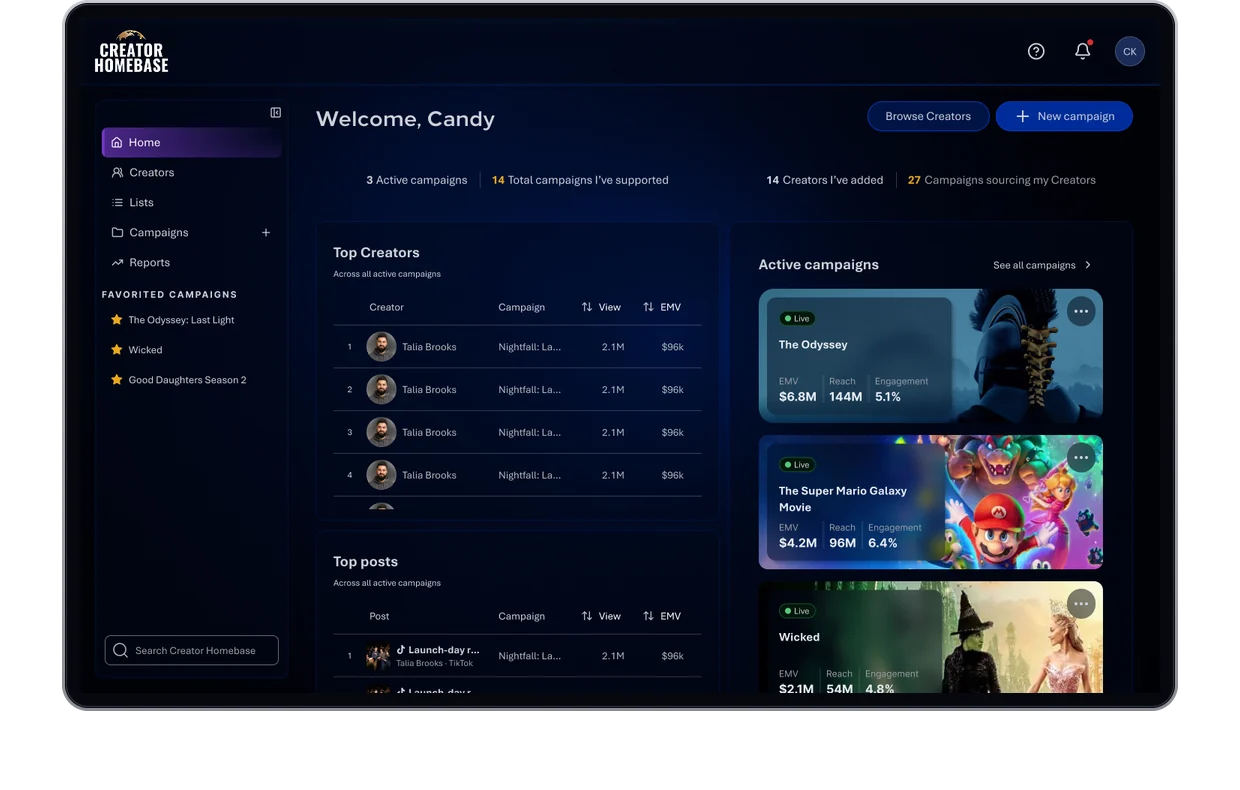 CREATOR
HOMEBASE
CK
Welcome, Candy
Browse Creators
New campaign
Home
Creators
Lists
Campaigns
Reports
FAVORITED CAMPAIGNS
The Odyssey: Last Light
Wicked
Good Daughters Season 2
Search Creator Homebase
3 Active campaigns
14 Total campaigns I've supported
14 Creators I've added
27 Campaigns sourcing my Creators
Top Creators
Across all active campaigns
Creator Campaign View EMV
1 Talia Brooks Nightfall: La... 2.1M $96k
2 Talia Brooks Nightfall: La... 2.1M $96k
3 Talia Brooks Nightfall: La... 2.1M $96k
4 Talia Brooks Nightfall: La... 2.1M $96k
Top posts
Across all active campaigns
Post Campaign View EMV
1 Launch-day r... Nightfall: La... 2.1M $96k
Talia Brooks · TikTok
Launch-day r...
Active campaigns
See all campaigns
Live
The Odyssey
EMV Reach Engagement
$6.8M 144M 5.1%
Live
The Super Mario Galaxy
Movie
EMV Reach Engagement
$4.2M 96M 6.4%
Live
Wicked
EMV Reach Engagement
$2.1M 54M 4.8%